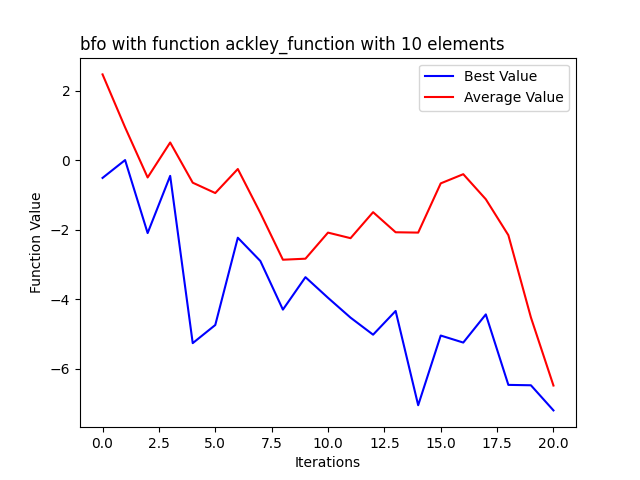 bfo with function ackley_function with 10 elements
Best Value
Average Value
Function Value
2
0
−2
−4
−6
0.0 2.5 5.0 7.5 10.0 12.5 15.0 17.5 20.0
Iterations